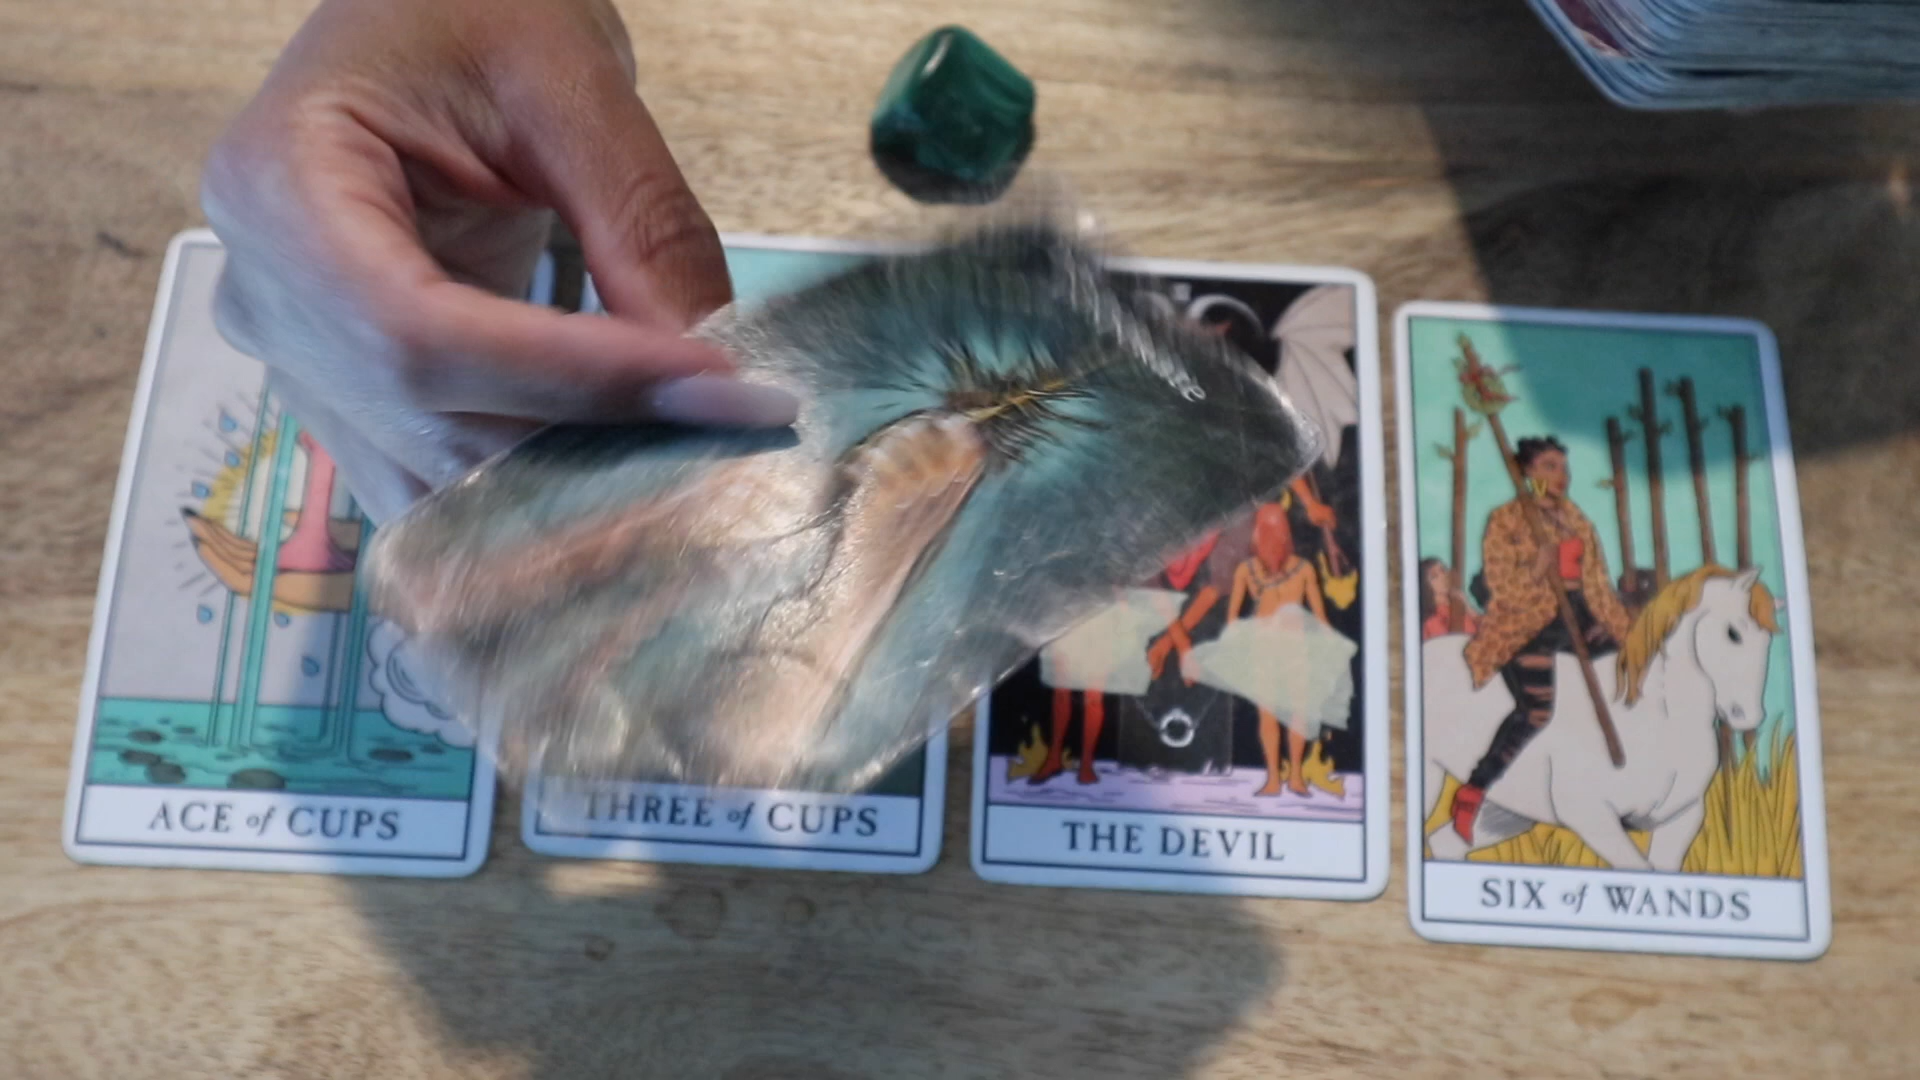 ACE of CUPS
THREE of CUPS
THE DEVIL
SIX of WANDS